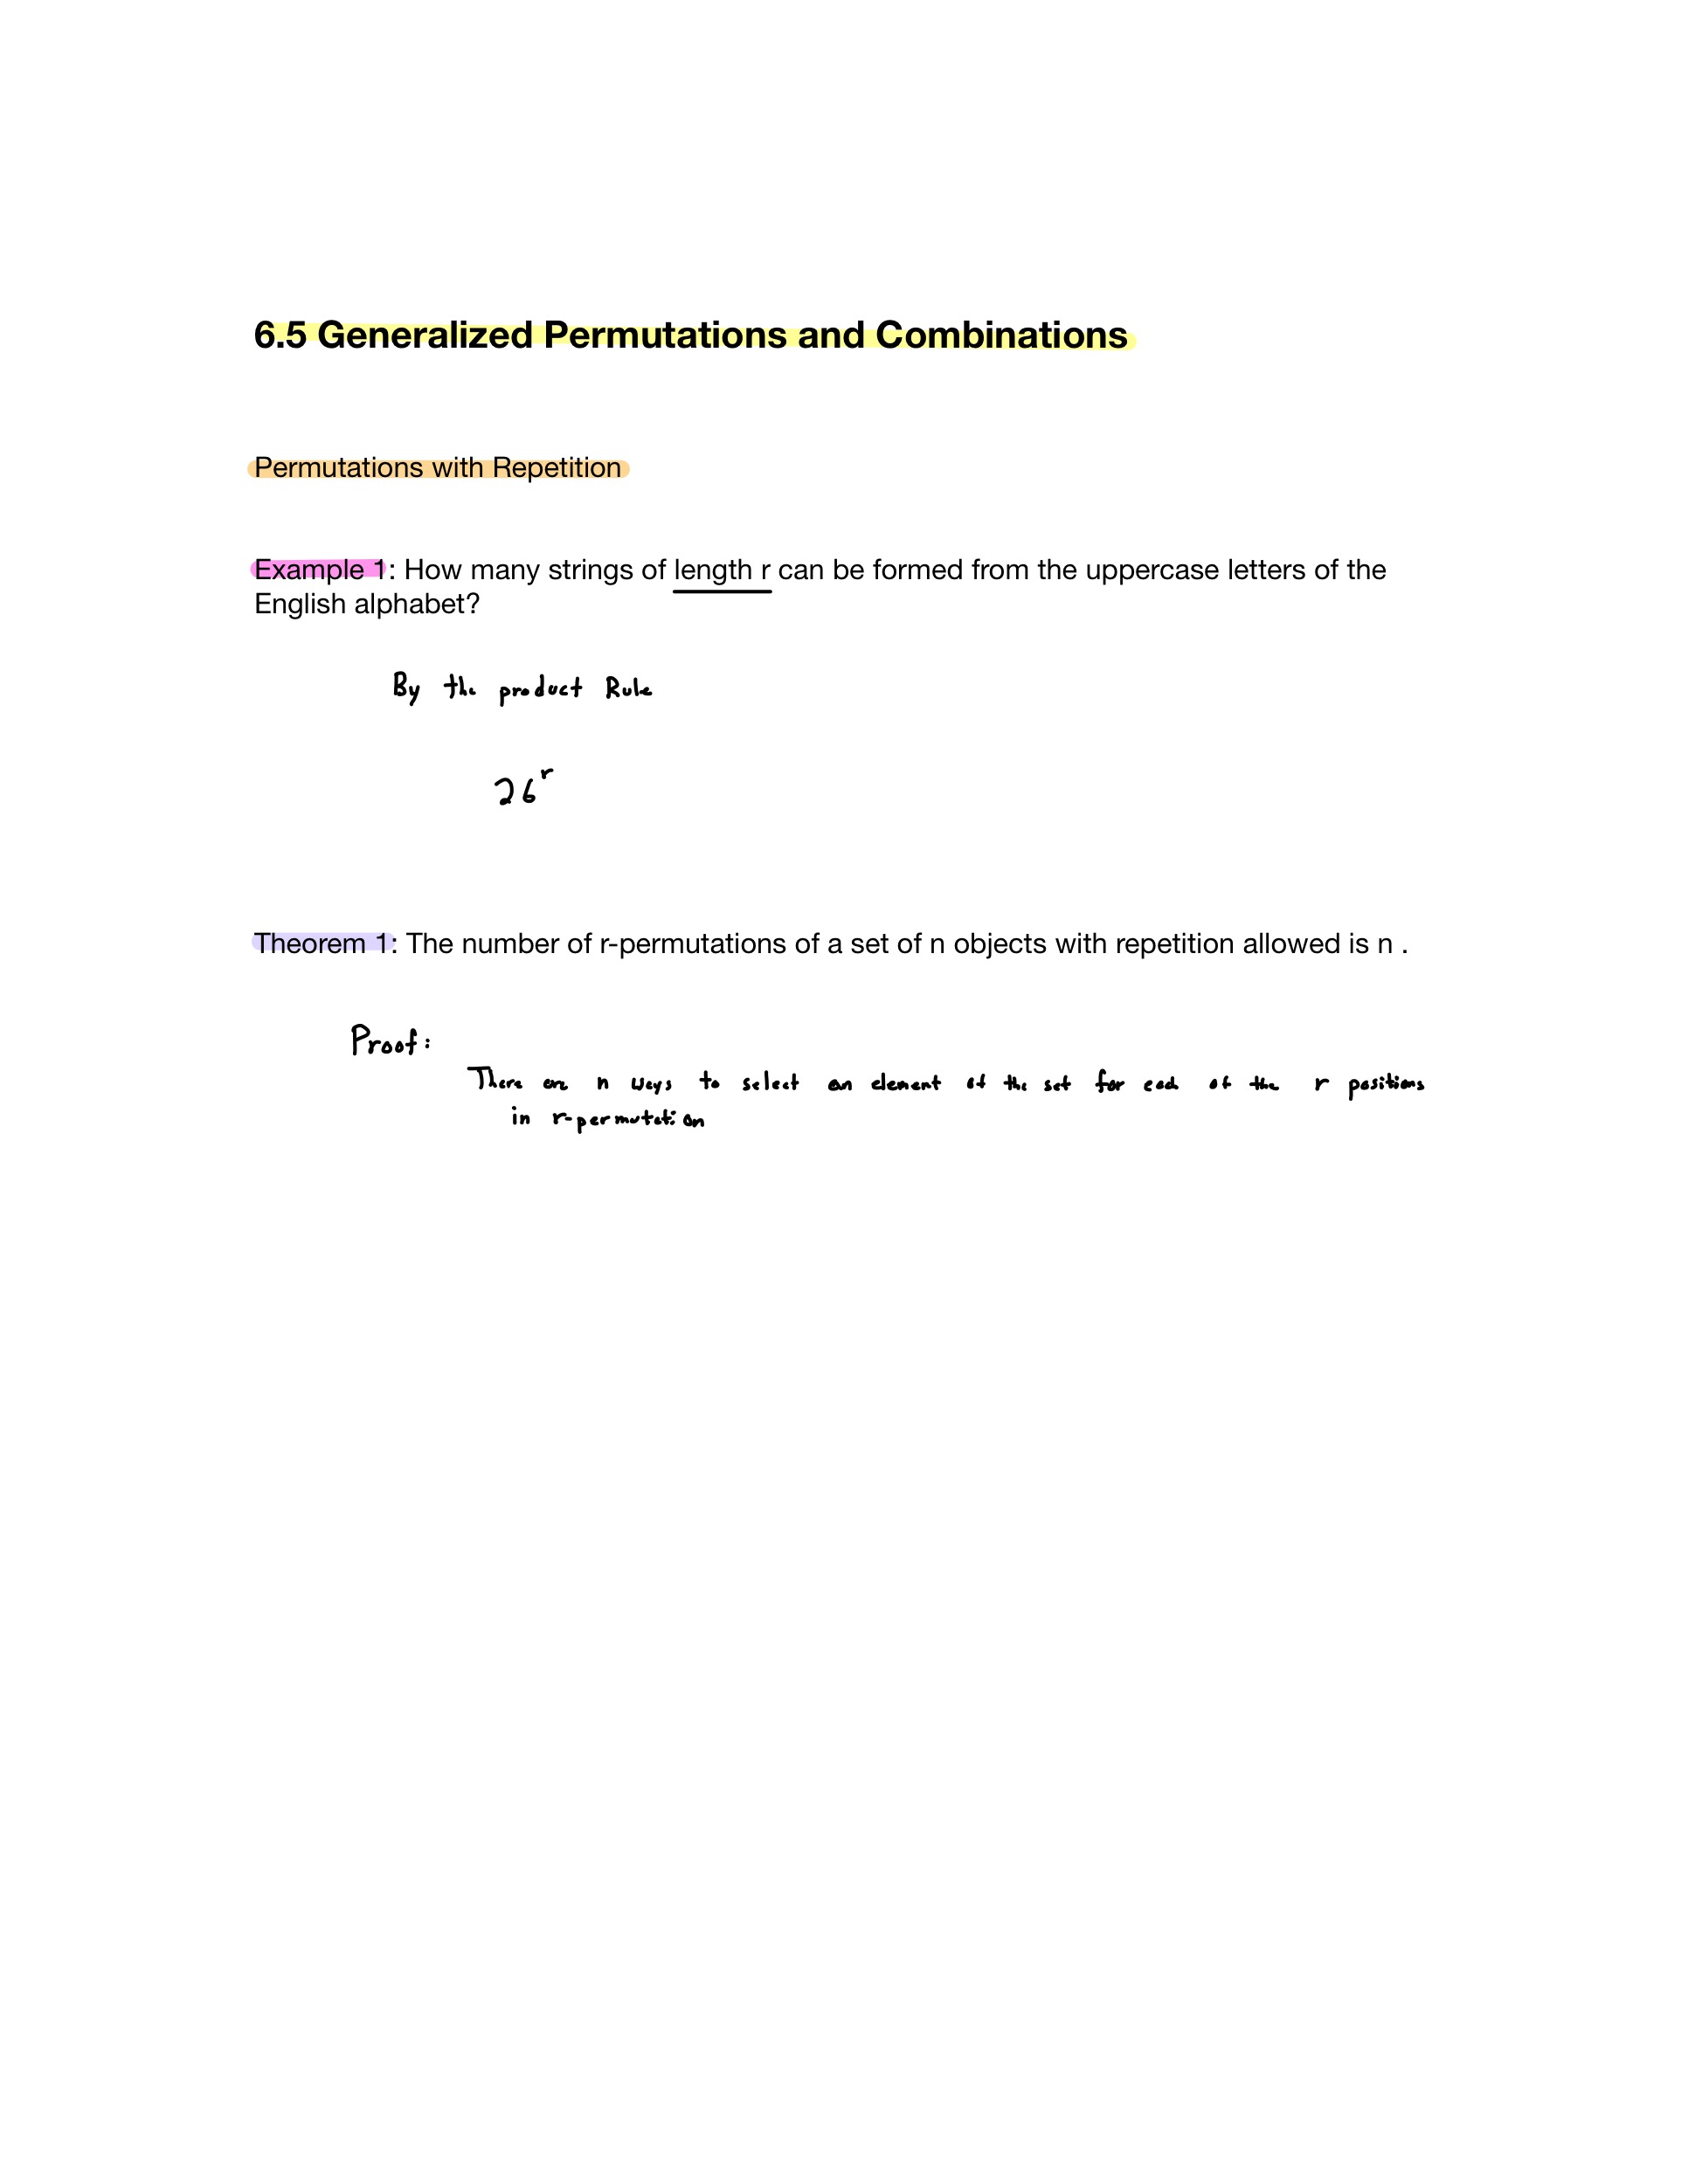 6.5 Generalized Permutations and Combinations
Permutations with Repetition
Example 1: How many strings of length r can be formed from the uppercase letters of the
English alphabet?
By the product Rule
26ʳ
Theorem 1: The number of r-permutations of a set of n objects with repetition allowed is n .
Proof:
There are n ways to select an element of the set for each of the r positions
in r-permutation